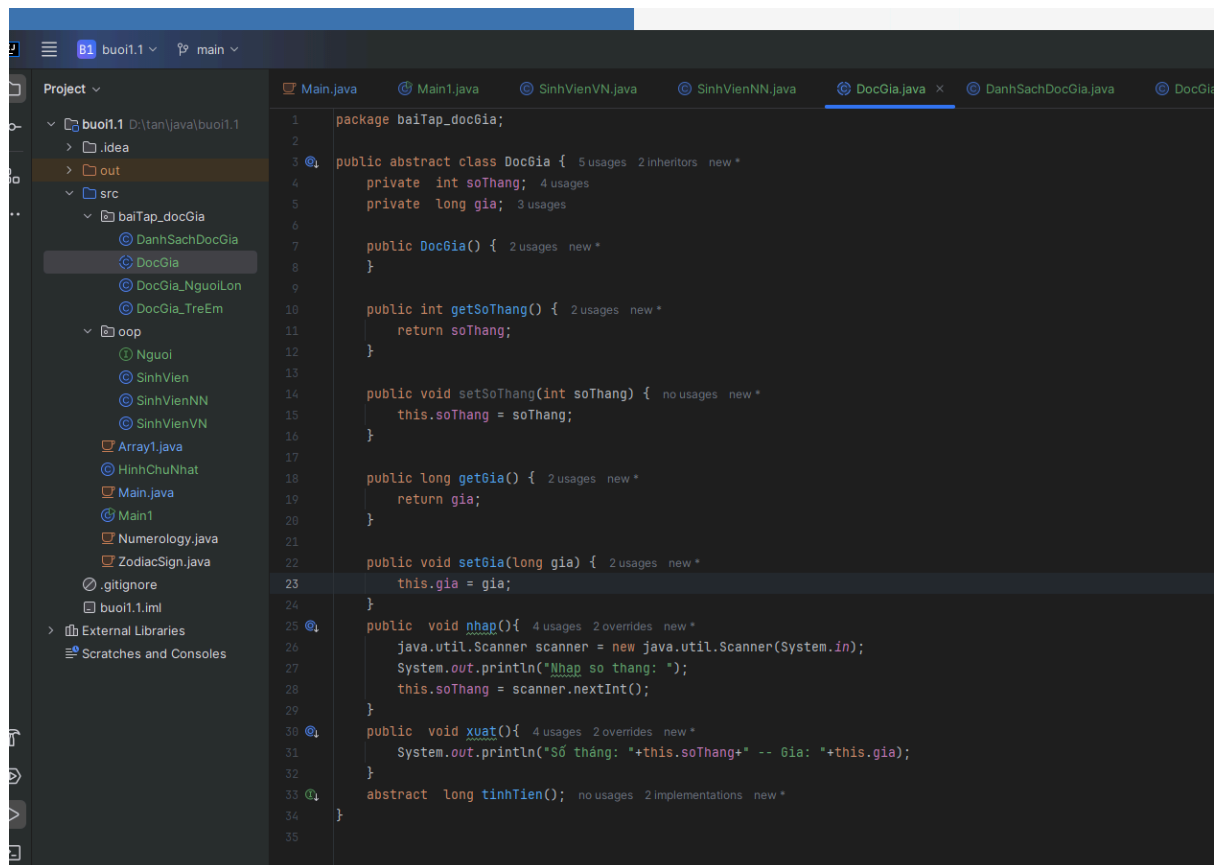 B1 buoi1.1 main
Project
Main.java Main1.java SinhVienVN.java SinhVienNN.java DocGia.java × DanhSachDocGia.java DocGia
buoi1.1 D:\tan\java\buoi1.1
.idea
out
src
baiTap_docGia
DanhSachDocGia
DocGia
DocGia_NguoiLon
DocGia_TreEm
oop
Nguoi
SinhVien
SinhVienNN
SinhVienVN
Array1.java
HinhChuNhat
Main.java
Main1
Numerology.java
ZodiacSign.java
.gitignore
buoi1.1.iml
External Libraries
Scratches and Consoles
1 package baiTap_docGia;
2
3 public abstract class DocGia { 5 usages 2 inheritors new *
4 private int soThang; 4 usages
5 private long gia; 3 usages
6
7 public DocGia() { 2 usages new *
8 }
9
10 public int getSoThang() { 2 usages new *
11 return soThang;
12 }
13
14 public void setSoThang(int soThang) { no usages new *
15 this.soThang = soThang;
16 }
17
18 public long getGia() { 2 usages new *
19 return gia;
20 }
21
22 public void setGia(long gia) { 2 usages new *
23 this.gia = gia;
24 }
25 public void nhap(){ 4 usages 2 overrides new *
26 java.util.Scanner scanner = new java.util.Scanner(System.in);
27 System.out.println("Nhap so thang: ");
28 this.soThang = scanner.nextInt();
29 }
30 public void xuat(){ 4 usages 2 overrides new *
31 System.out.println("Số tháng: "+this.soThang+" -- Gia: "+this.gia);
32 }
33 abstract long tinhTien(); no usages 2 implementations new *
34 }
35